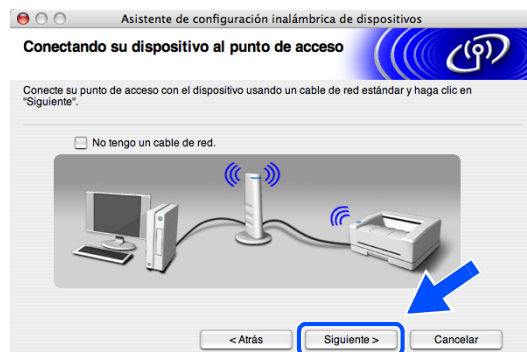 Asistente de configuración inalámbrica de dispositivos
Conectando su dispositivo al punto de acceso
Conecte su punto de acceso con el dispositivo usando un cable de red estándar y haga clic en
"Siguiente".
No tengo un cable de red.
< Atrás
Siguiente >
Cancelar